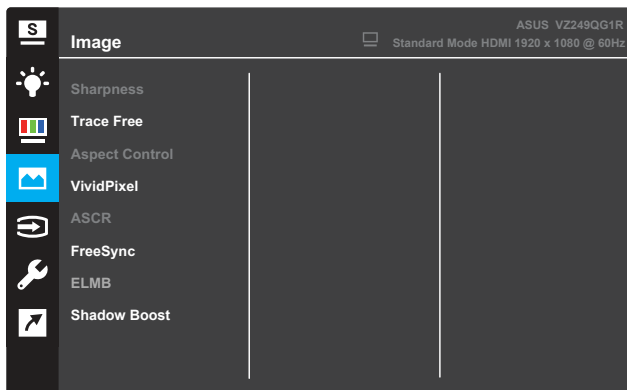 S
ASUS VZ249QG1R
Image
Standard Mode HDMI 1920 x 1080 @ 60Hz
Sharpness
Trace Free
Aspect Control
VividPixel
ASCR
FreeSync
ELMB
Shadow Boost